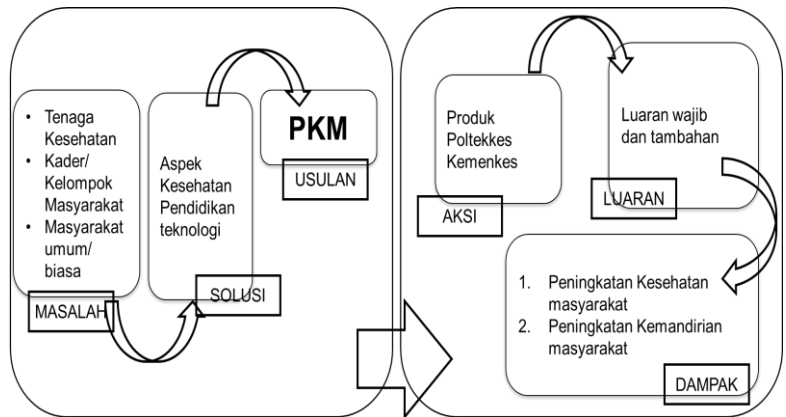 • Tenaga
Kesehatan
• Kader/
Kelompok
Masyarakat
• Masyarakat
umum/
biasa
MASALAH
Aspek
Kesehatan
Pendidikan
teknologi
SOLUSI
PKM
USULAN
Produk
Poltekkes
Kemenkes
AKSI
Luaran wajib
dan tambahan
LUARAN
1. Peningkatan Kesehatan
masyarakat
2. Peningkatan Kemandirian
masyarakat
DAMPAK